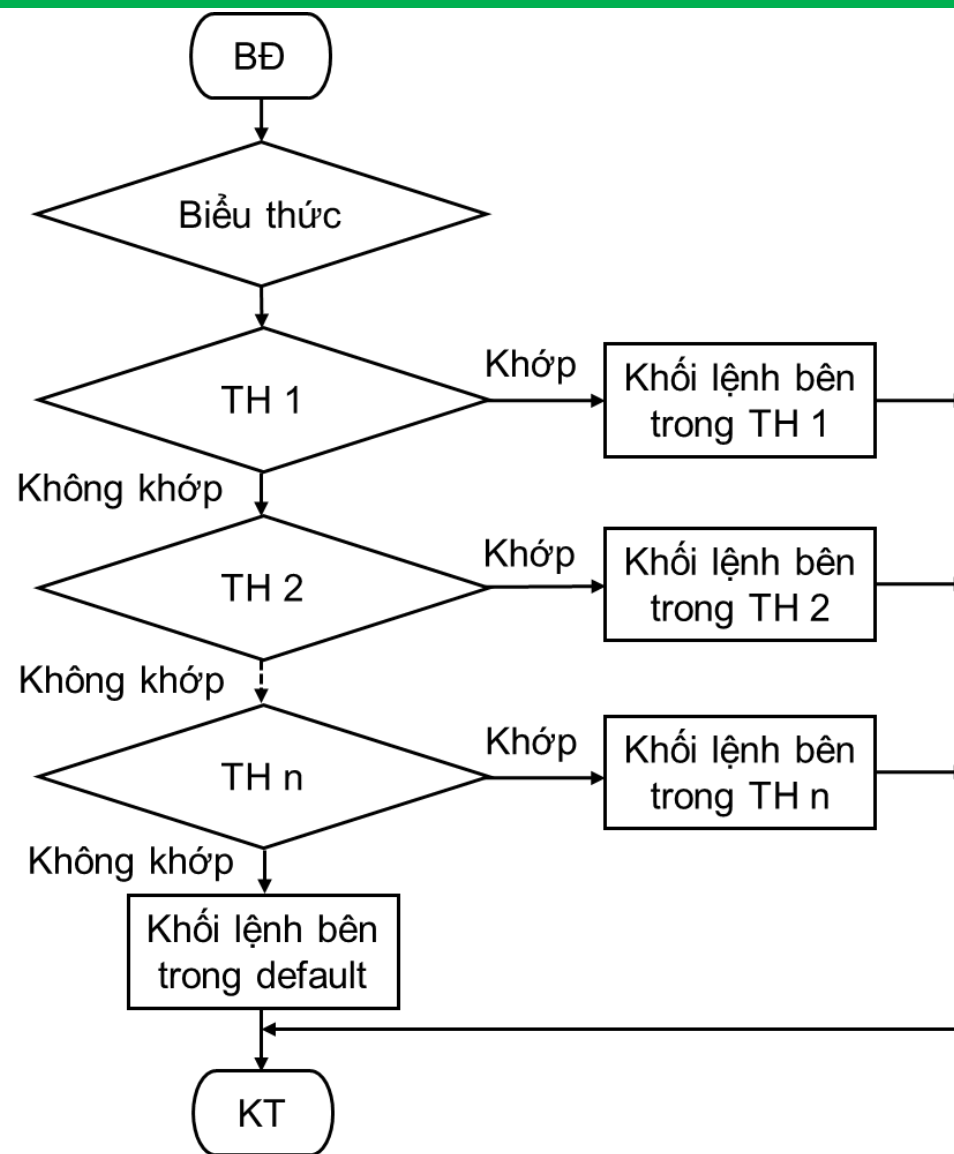 BĐ
Biểu thức
TH 1
Khớp
Khối lệnh bên
trong TH 1
Không khớp
TH 2
Khớp
Khối lệnh bên
trong TH 2
Không khớp
TH n
Khớp
Khối lệnh bên
trong TH n
Không khớp
Khối lệnh bên
trong default
KT